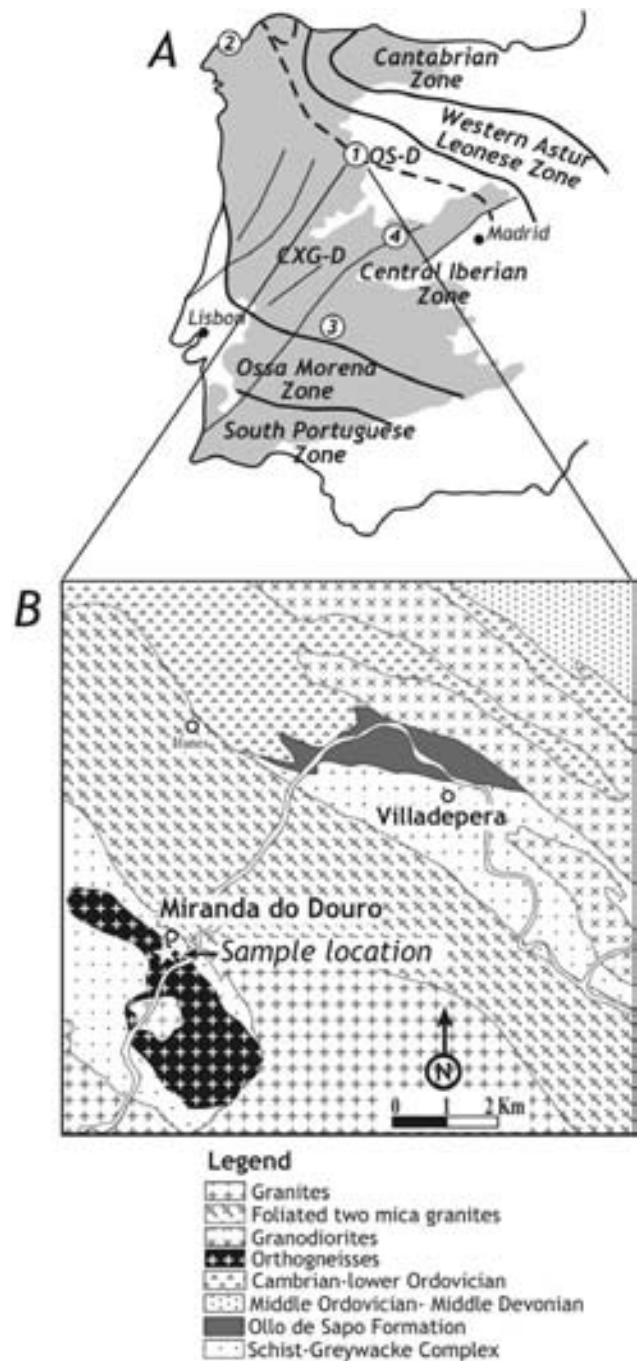 A
2
Cantabrian
Zone
Western Astur
Leonese Zone
1
OS-D
4
Madrid
CXG-D
Central Iberian
Zone
Lisbon
3
Ossa Morena
Zone
South Portuguese
Zone
B
Villadepera
Miranda do Douro
Sample location
N
0 1 2 Km
Legend
Granites
Foliated two mica granites
Granodiorites
Orthogneisses
Cambrian-lower Ordovician
Middle Ordovician- Middle Devonian
Ollo de Sapo Formation
Schist-Greywacke Complex